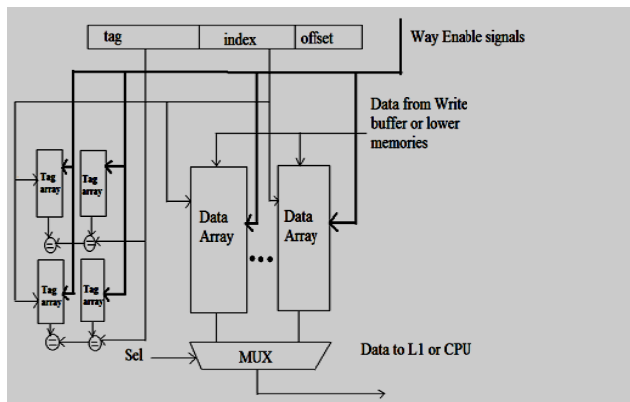 tag
index
offset
Way Enable signals
Data from Write
buffer or lower
memories
Tag
array
Tag
array
Data
Array
Data
Array
=
=
Tag
array
Tag
array
=
=
Sel
MUX
Data to L1 or CPU